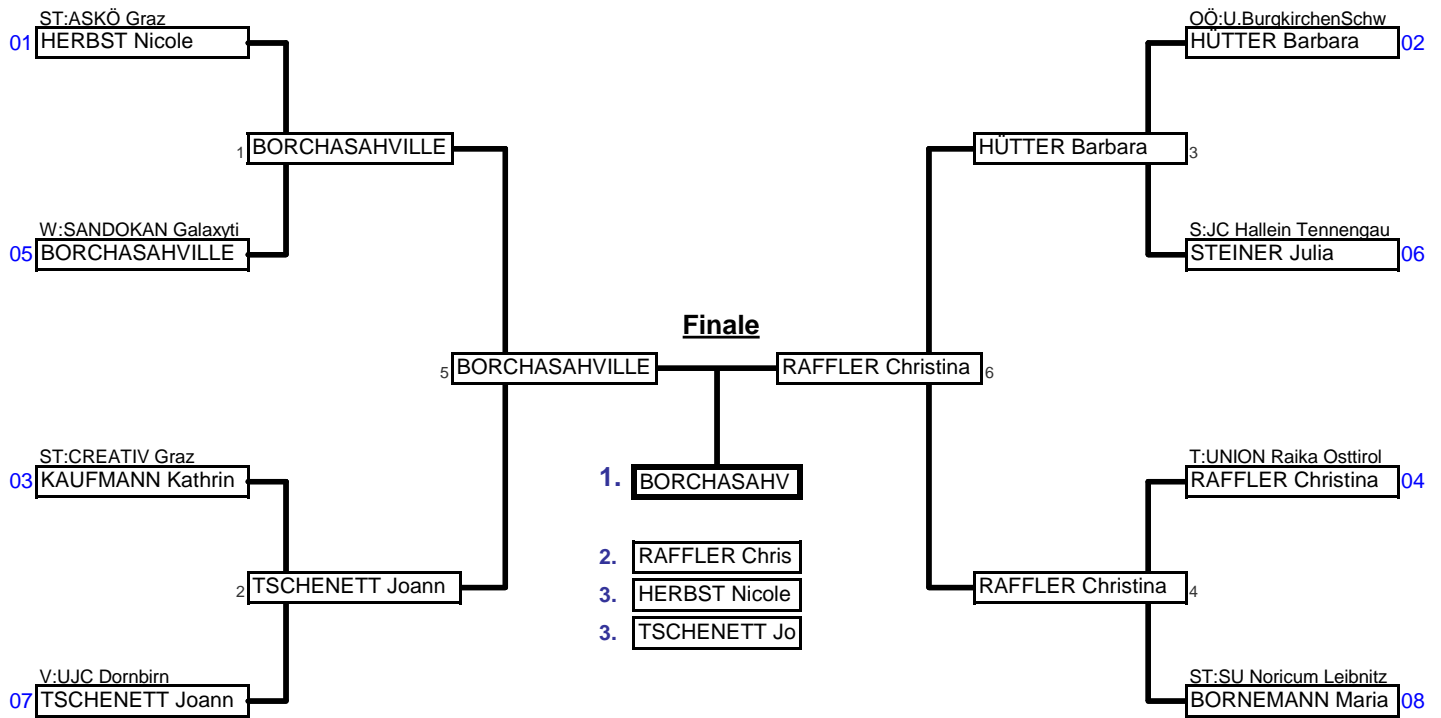 ST:ASKÖ Graz
01 HERBST Nicole
1 BORCHASAHVILLE
W:SANDOKAN Galaxyti
05 BORCHASAHVILLE
5 BORCHASAHVILLE
ST:CREATIV Graz
03 KAUFMANN Kathrin
2 TSCHENETT Joann
V:UJC Dornbirn
07 TSCHENETT Joann
Finale
1. BORCHASAHV
2. RAFFLER Chris
3. HERBST Nicole
3. TSCHENETT Jo
OÖ:U.BurgkirchenSchw
HÜTTER Barbara 02
HÜTTER Barbara 3
S:JC Hallein Tennengau
STEINER Julia 06
RAFFLER Christina 6
T:UNION Raika Osttirol
RAFFLER Christina 04
RAFFLER Christina 4
ST:SU Noricum Leibnitz
BORNEMANN Maria 08